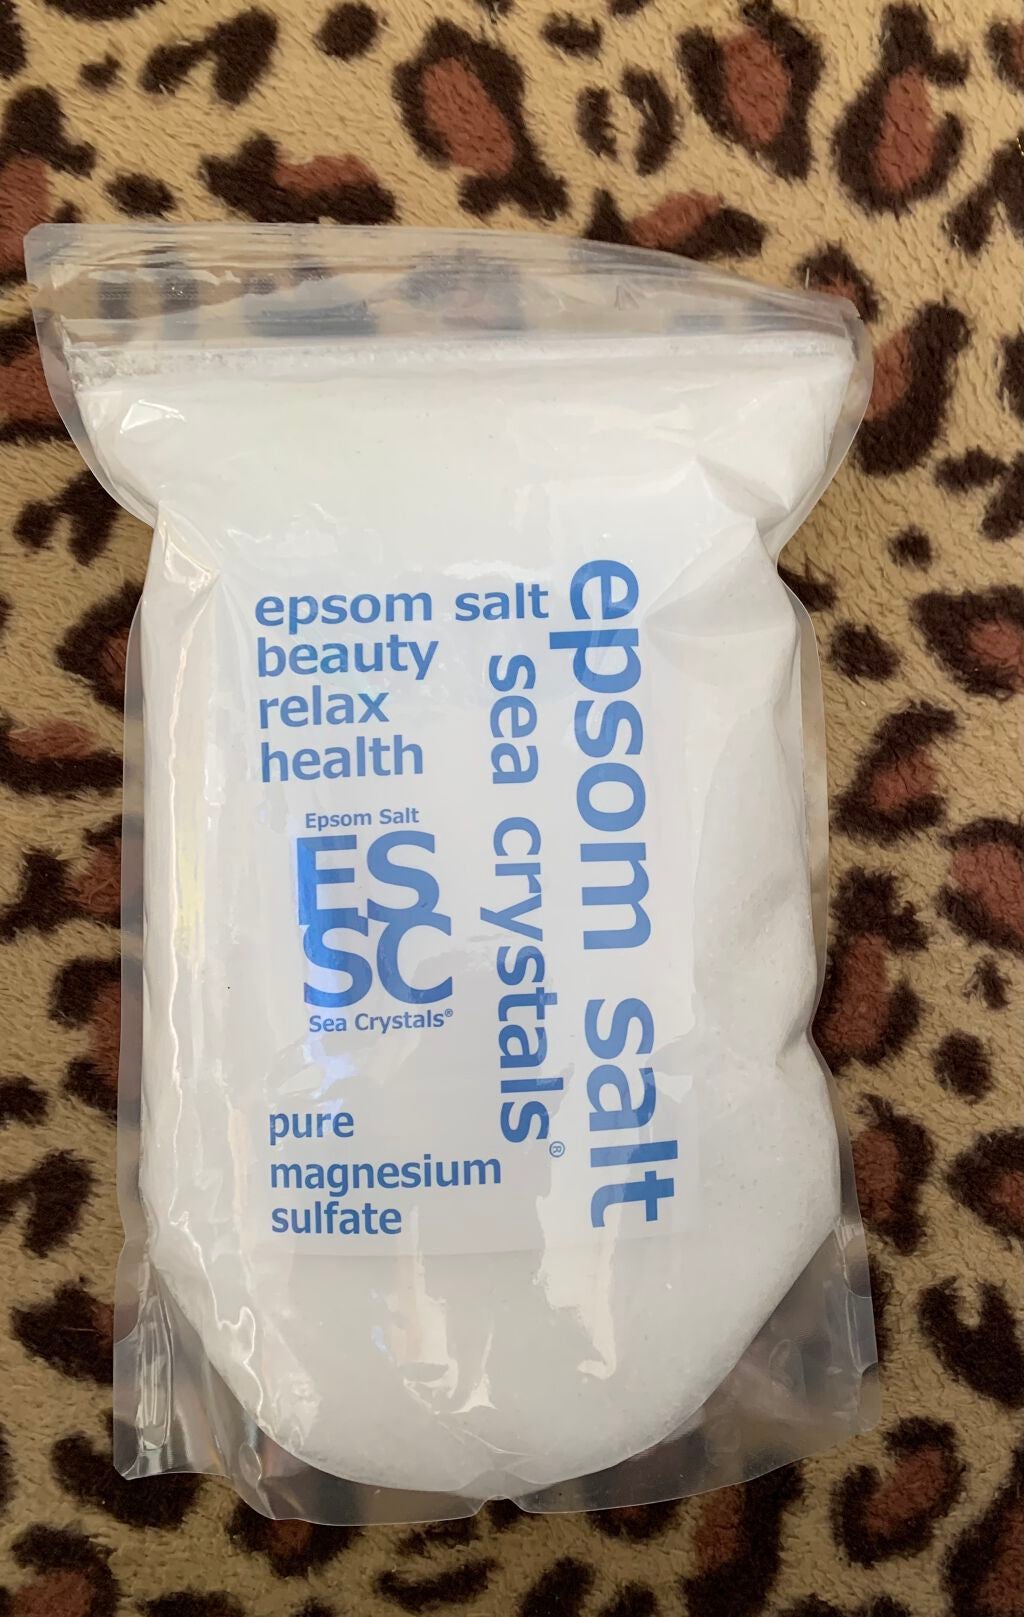 epsom salt
beauty
relax
health
Epsom Salt
ES
SC
Sea Crystals®
pure
magnesium
sulfate
sea crystals®
epsom salt